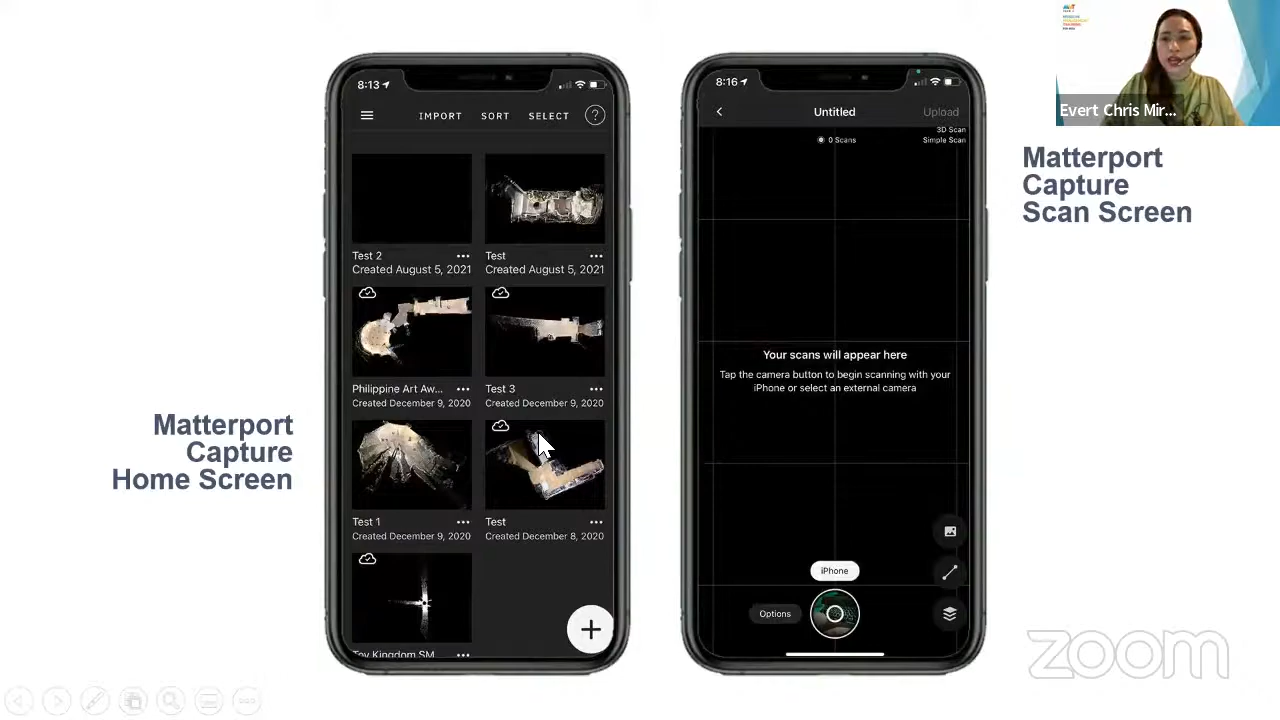 Evert Chris Mir...
Matterport
Capture
Scan Screen
Matterport
Capture
Home Screen
8:13
IMPORT SORT SELECT ?
Test 2
Created August 5, 2021
Test
Created August 5, 2021
Philippine Art Aw...
Created December 9, 2020
Test 3
Created December 9, 2020
Test 1
Created December 9, 2020
Test
Created December 8, 2020
Toy Kingdom SM
8:16
Untitled
Upload
3D Scan
0 Scans
Simple Scan
Your scans will appear here
Tap the camera button to begin scanning with your
iPhone or select an external camera
iPhone
Options
zoom